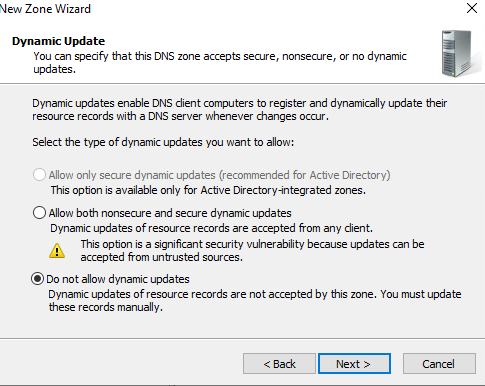 New Zone Wizard
Dynamic Update
You can specify that this DNS zone accepts secure, nonsecure, or no dynamic
updates.
Dynamic updates enable DNS client computers to register and dynamically update their
resource records with a DNS server whenever changes occur.
Select the type of dynamic updates you want to allow:
Allow only secure dynamic updates (recommended for Active Directory)
This option is available only for Active Directory-integrated zones.
Allow both nonsecure and secure dynamic updates
Dynamic updates of resource records are accepted from any client.
This option is a significant security vulnerability because updates can be
accepted from untrusted sources.
Do not allow dynamic updates
Dynamic updates of resource records are not accepted by this zone. You must update
these records manually.
< Back
Next >
Cancel